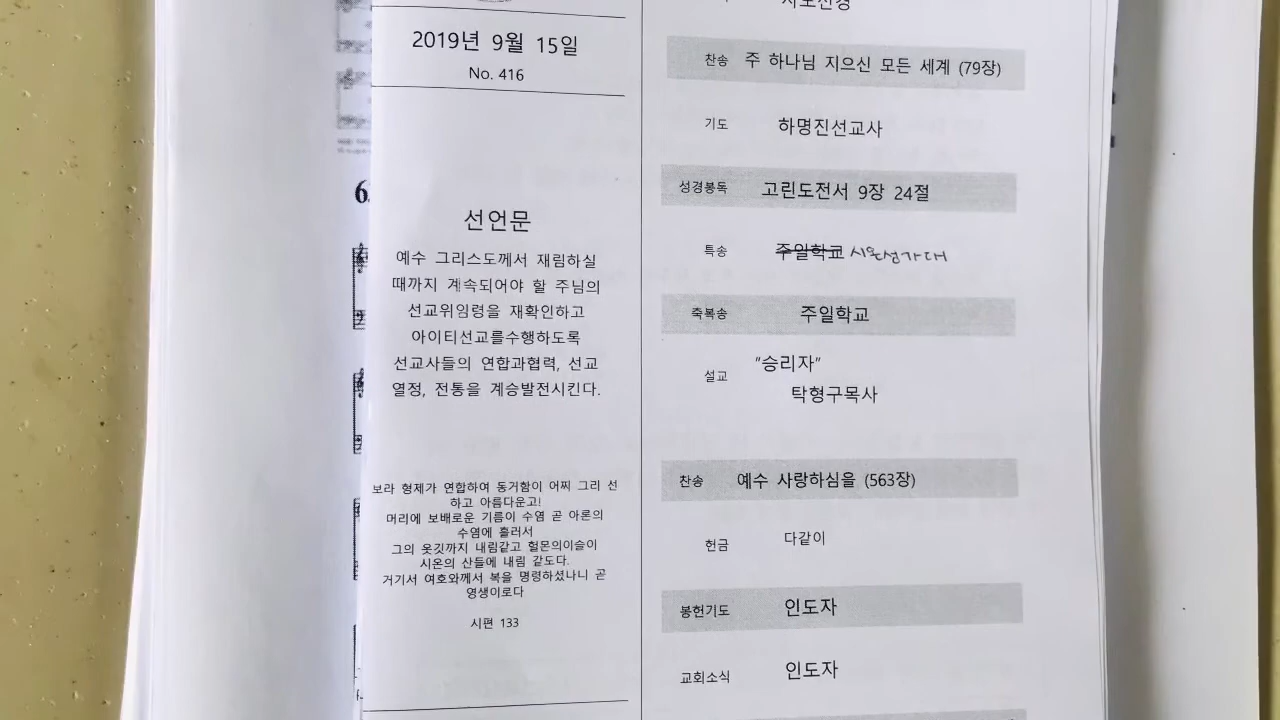 2019년 9월 15일
No. 416
선언문
예수 그리스도께서 재림하실
때까지 계속되어야 할 주님의
선교위임령을 재확인하고
아이티선교를수행하도록
선교사들의 연합과협력, 선교
열정, 전통을 계승발전시킨다.
보라 형제가 연합하여 동거함이 어찌 그리 선
하고 아름다운고!
머리에 보배로운 기름이 수염 곧 아론의
수염에 흘러서
그의 옷깃까지 내림같고 헐몬의이슬이
시온의 산들에 내림 같도다.
거기서 여호와께서 복을 명령하셨나니 곧
영생이로다
시편 133
찬송 주 하나님 지으신 모든 세계 (79장)
기도 하명진선교사
성경봉독 고린도전서 9장 24절
특송 주일학교 시온성가대
축복송 주일학교
설교 "승리자"
탁형구목사
찬송 예수 사랑하심을 (563장)
헌금 다같이
봉헌기도 인도자
교회소식 인도자